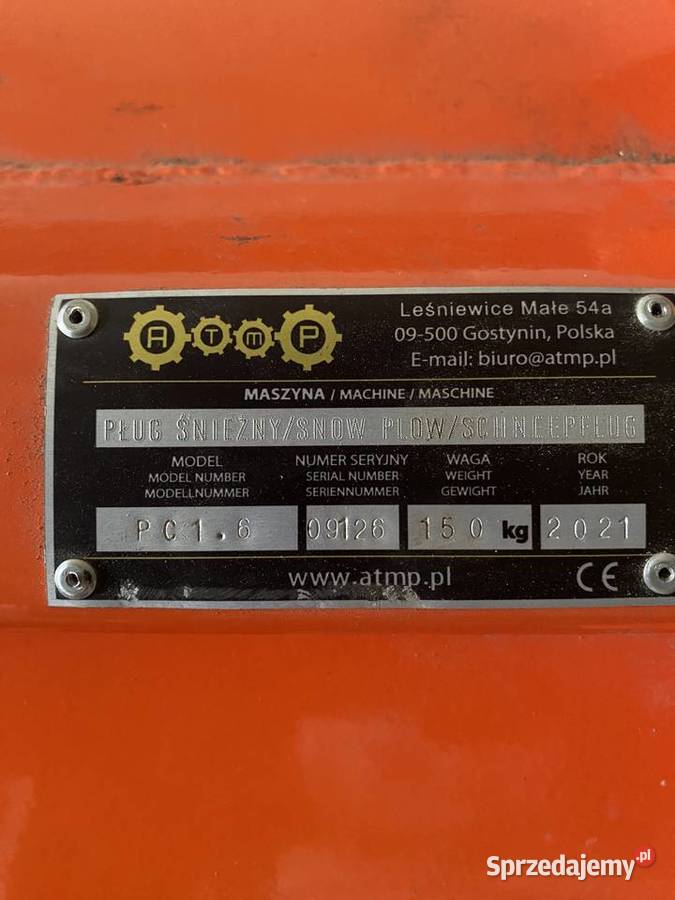 ATMP
Leśniewice Małe 54a
09-500 Gostynin, Polska
E-mail: biuro@atmp.pl
MASZYNA / MACHINE / MASCHINE
PŁUG ŚNIEŻNY/SNOW PLOW/SCHNEEPFLUG
MODEL NUMER SERYJNY WAGA ROK
MODEL NUMBER SERIAL NUMBER WEIGHT YEAR
MODELLNUMMER SERIENNUMMER GEWIGHT JAHR
PC1.6 09126 150 kg 2021
www.atmp.pl CE
Sprzedajemy.pl